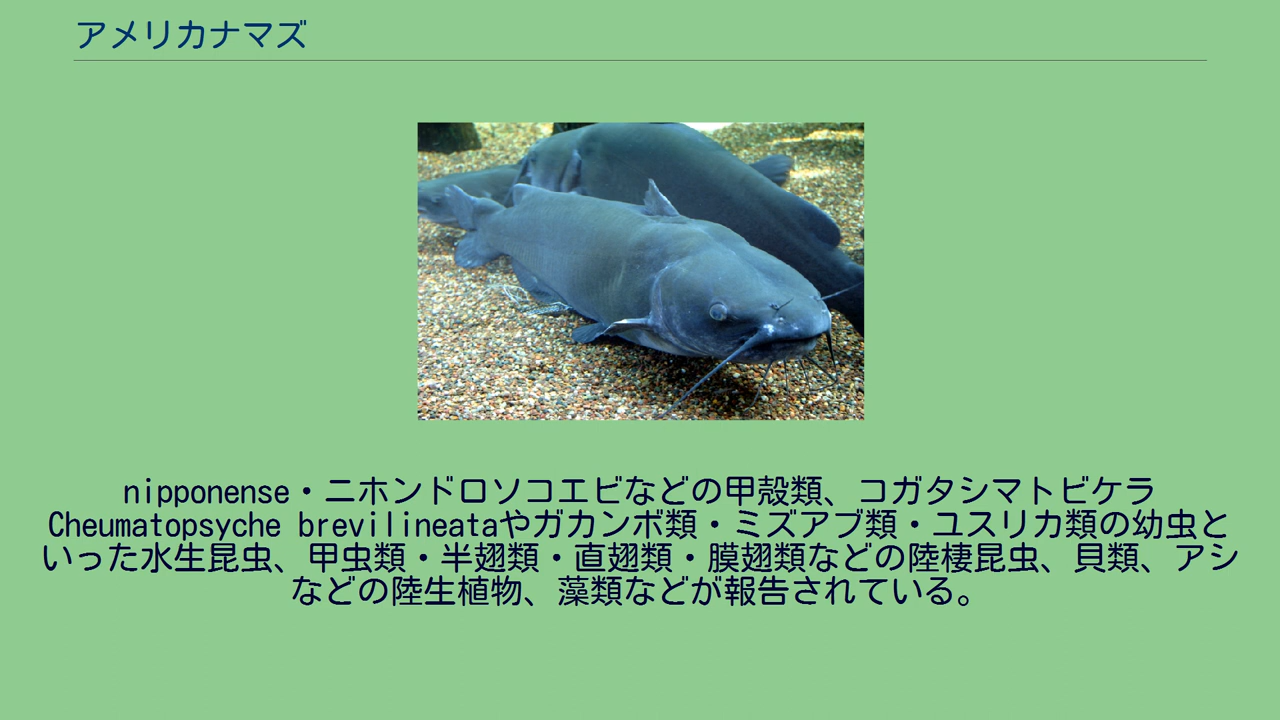 アメリカナマズ
nipponense・ニホンドロソコエビなどの甲殻類、コガタシマトビケラ
Cheumatopsyche brevilineataやガガンボ類・ミズアブ類・ユスリカ類の幼虫と
いった水生昆虫、甲虫類・半翅類・直翅類・膜翅類などの陸棲昆虫、貝類、アシ
などの陸生植物、藻類などが報告されている。